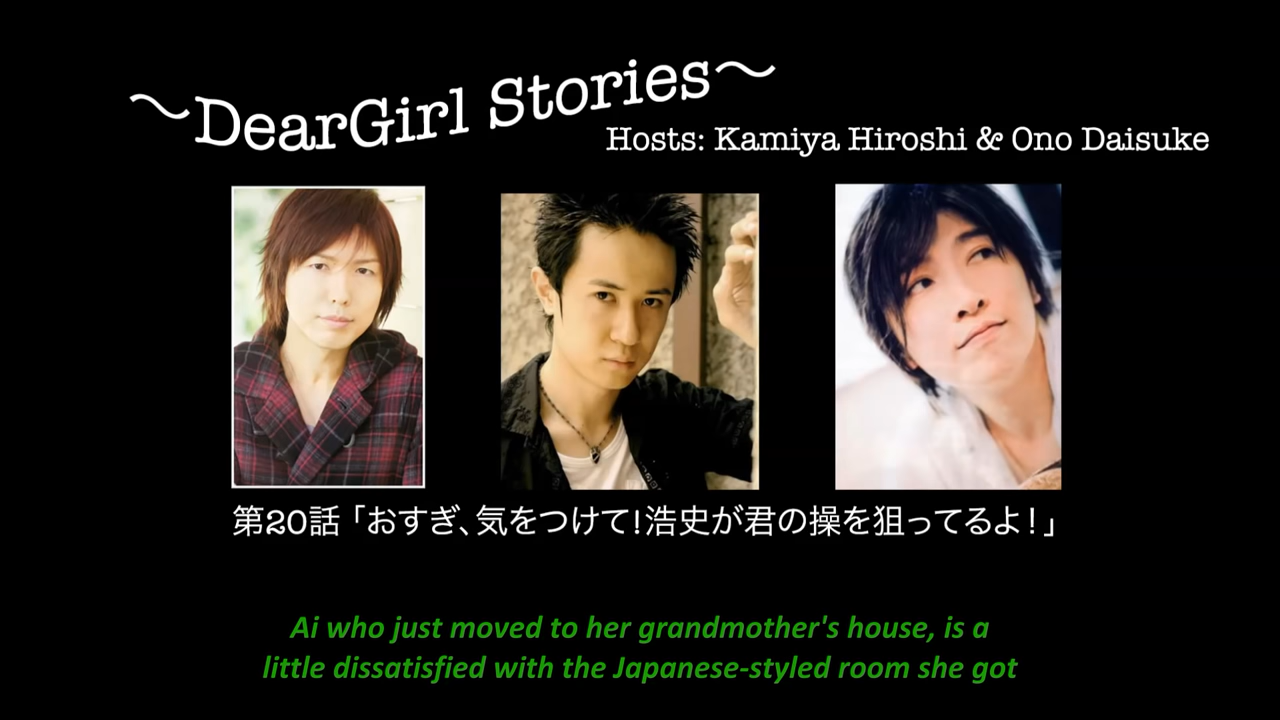 ～DearGirl Stories～
Hosts: Kamiya Hiroshi & Ono Daisuke
第20話「おすぎ、気をつけて!浩史が君の操を狙ってるよ!」
Ai who just moved to her grandmother's house, is a
little dissatisfied with the Japanese-styled room she got